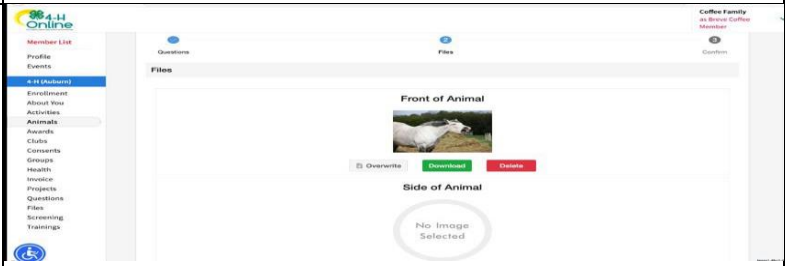 4-H
Online
Coffee Family
as Breve Coffee
Member
Member List
Profile
Events
4-H (Auburn)
Enrollment
About You
Activities
Animals
Awards
Clubs
Consents
Groups
Health
Invoice
Projects
Questions
Files
Screening
Trainings
Questions
2
Files
3
Confirm
Files
Front of Animal
Overwrite
Download
Delete
Side of Animal
No Image
Selected